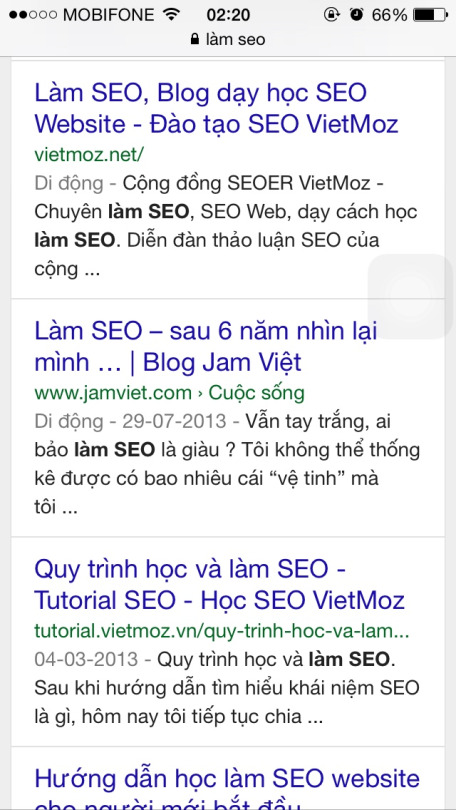 MOBIFONE 02:20 66%
làm seo
Làm SEO, Blog dạy học SEO
Website - Đào tạo SEO VietMoz
vietmoz.net/
Di động - Cộng đồng SEOER VietMoz -
Chuyên làm SEO, SEO Web, dạy cách học
làm SEO. Diễn đàn thảo luận SEO của
cộng ...
Làm SEO – sau 6 năm nhìn lại
mình ... | Blog Jam Việt
www.jamviet.com › Cuộc sống
Di động - 29-07-2013 - Vẫn tay trắng, ai
bảo làm SEO là giàu ? Tôi không thể thống
kê được có bao nhiêu cái “vệ tinh” mà
tôi ...
Quy trình học và làm SEO -
Tutorial SEO - Học SEO VietMoz
tutorial.vietmoz.vn/quy-trinh-hoc-va-lam...
04-03-2013 - Quy trình học và làm SEO.
Sau khi hướng dẫn tìm hiểu khái niệm SEO
là gì, hôm nay tôi tiếp tục chia ...
Hướng dẫn học làm SEO website
cho người mới bắt đầu